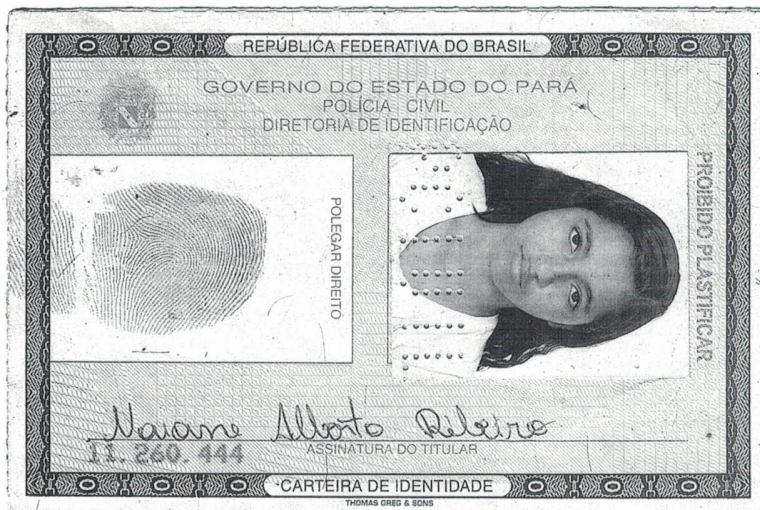 REPÚBLICA FEDERATIVA DO BRASIL
GOVERNO DO ESTADO DO PARÁ
POLÍCIA CIVIL
DIRETORIA DE IDENTIFICAÇÃO
POLEGAR DIREITO
PROIBIDO PLASTIFICAR
Naiane Alberto Ribeiro
11.260.444
ASSINATURA DO TITULAR
CARTEIRA DE IDENTIDADE
THOMAS GREG & SONS